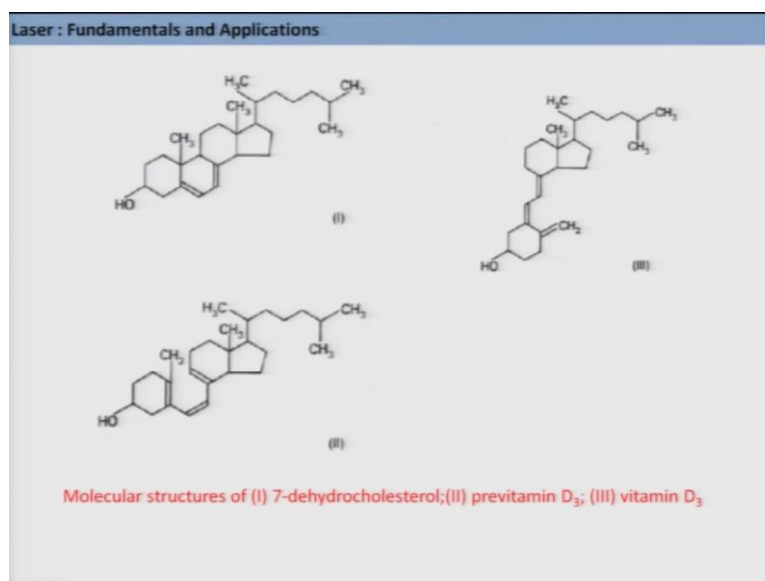 Laser : Fundamentals and Applications
H₃C
CH₃
CH₃
CH₃
CH₃
HO
(I)
H₃C
CH₃
CH₃
CH₃
CH₂
HO
(III)
H₃C
CH₃
CH₃
CH₃
CH₃
HO
(II)
Molecular structures of (I) 7-dehydrocholesterol;(II) previtamin D₃; (III) vitamin D₃